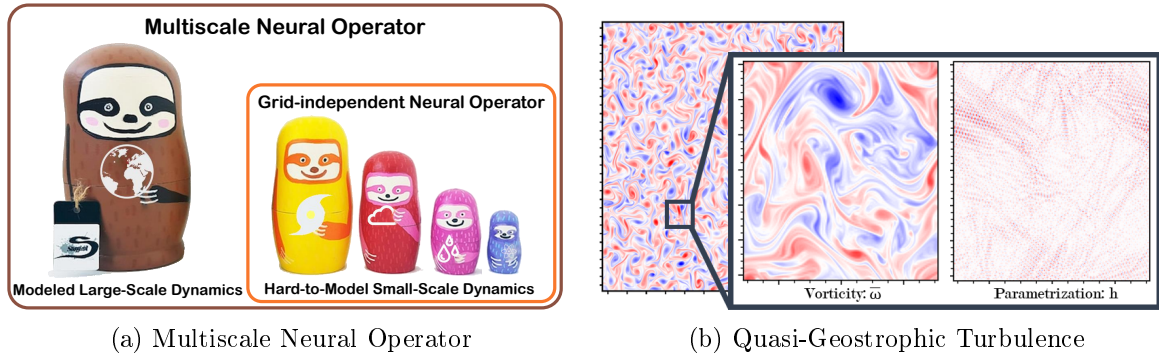 Multiscale Neural Operator
Grid-independent Neural Operator
Modeled Large-Scale Dynamics
Hard-to-Model Small-Scale Dynamics
(a) Multiscale Neural Operator
Vorticity: ω̅
Parametrization: h
(b) Quasi-Geostrophic Turbulence